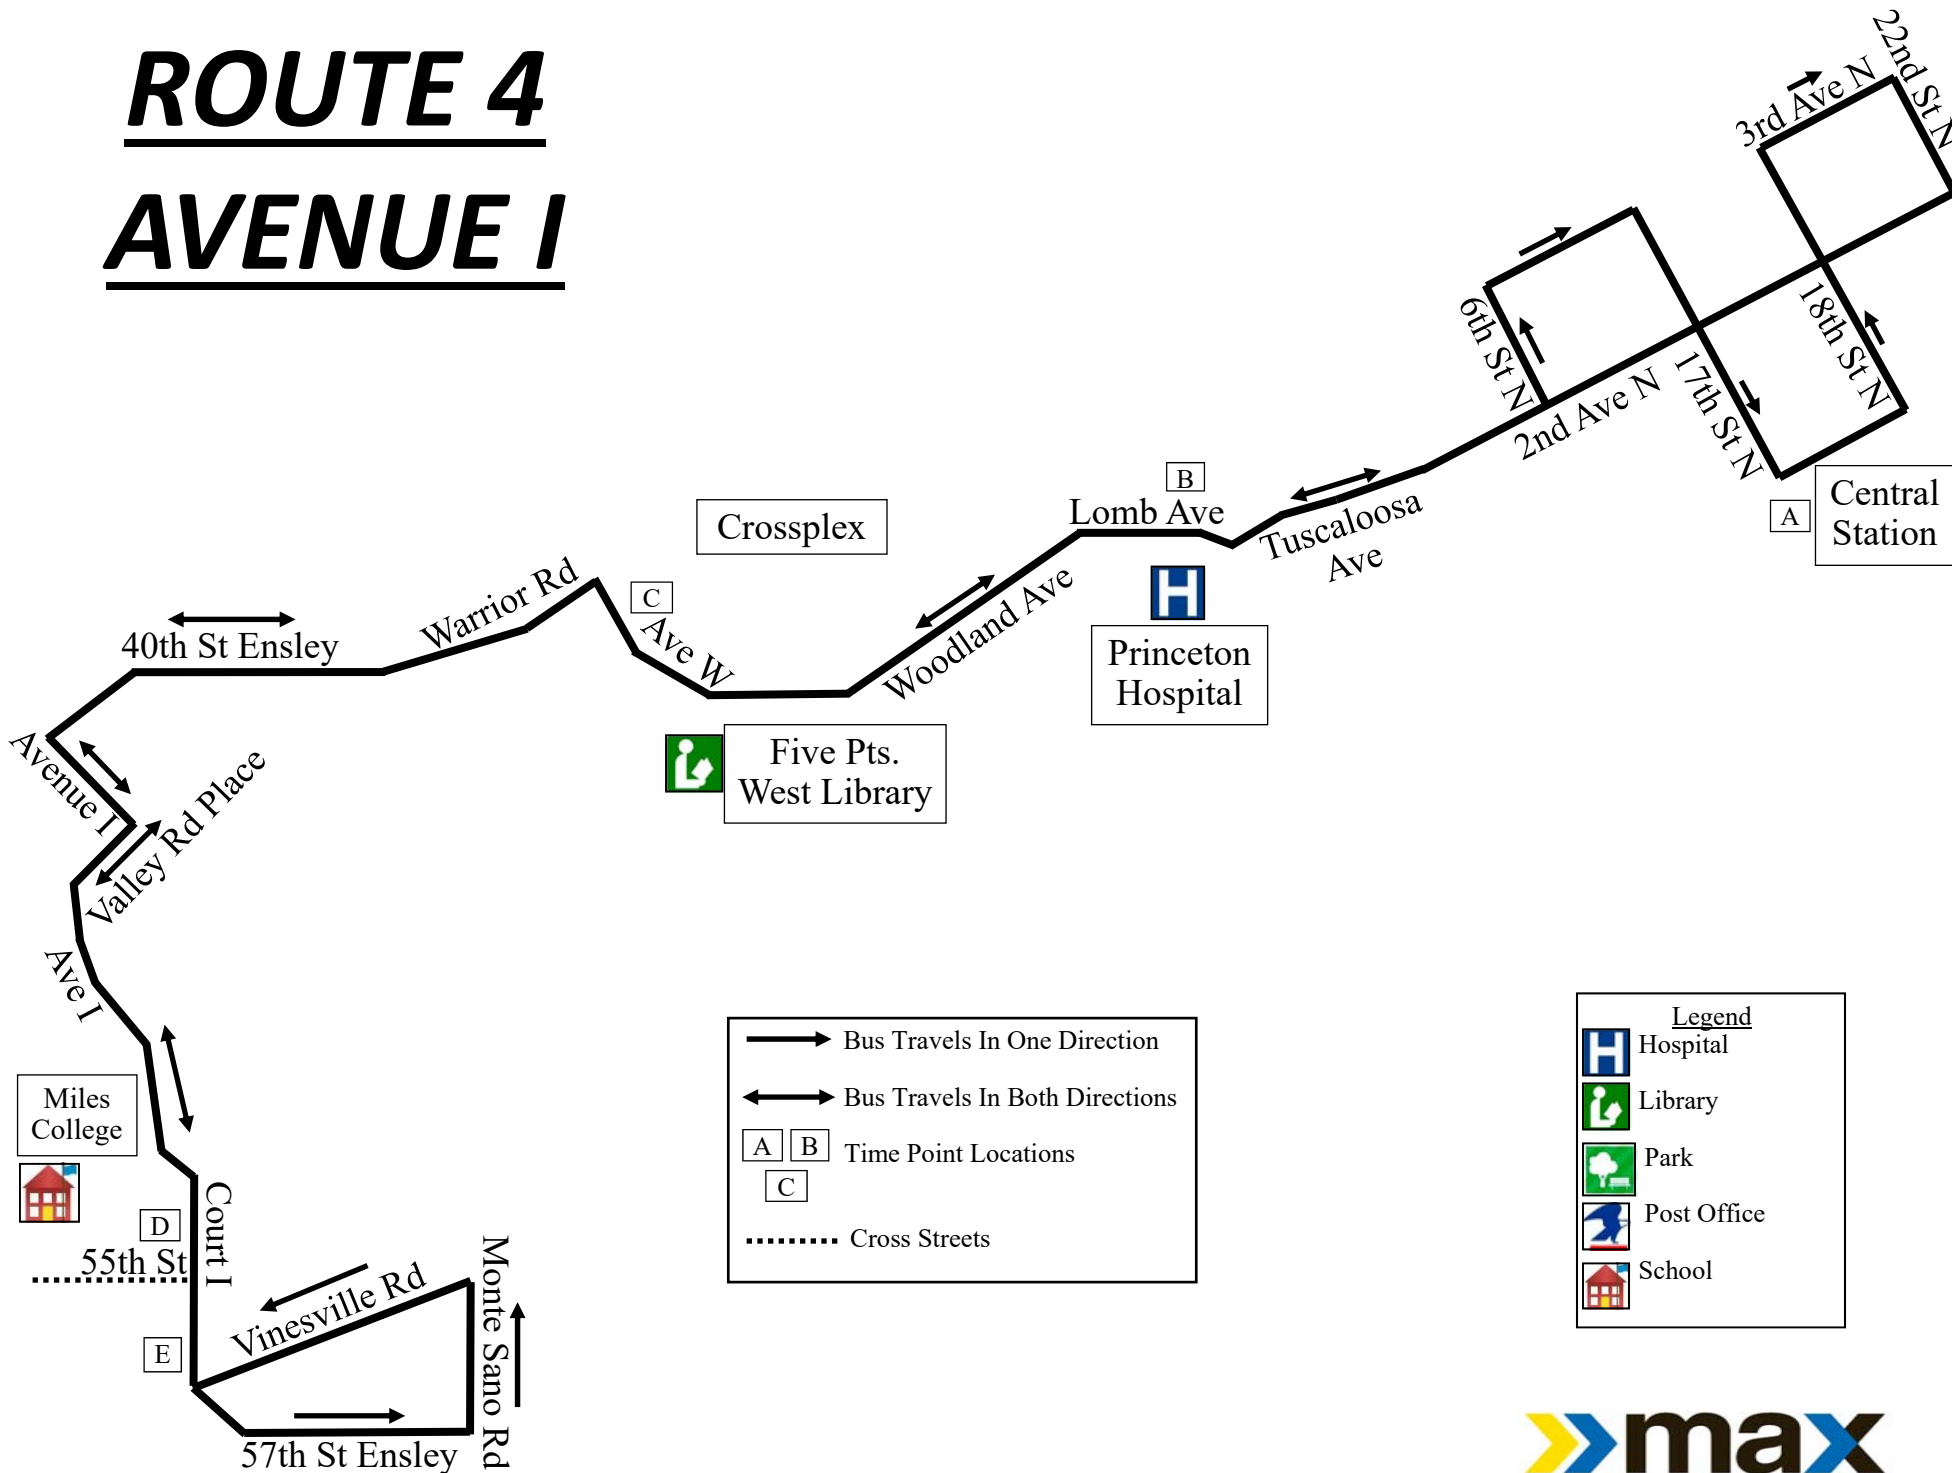 ROUTE 4
AVENUE I
22nd St N
3rd Ave N
6th St N
18th St N
17th St N
2nd Ave N
A
Central
Station
B
Lomb Ave
Tuscaloosa
Ave
Crossplex
Woodland Ave
Princeton
Hospital
C
Ave W
Warrior Rd
40th St Ensley
Five Pts.
West Library
Avenue I
Valley Rd Place
Ave I
Miles
College
D
Court I
55th St
E
Vinesville Rd
Monte Sano Rd
57th St Ensley
Bus Travels In One Direction
Bus Travels In Both Directions
A B Time Point Locations
C
Cross Streets
Legend
Hospital
Library
Park
Post Office
School
max